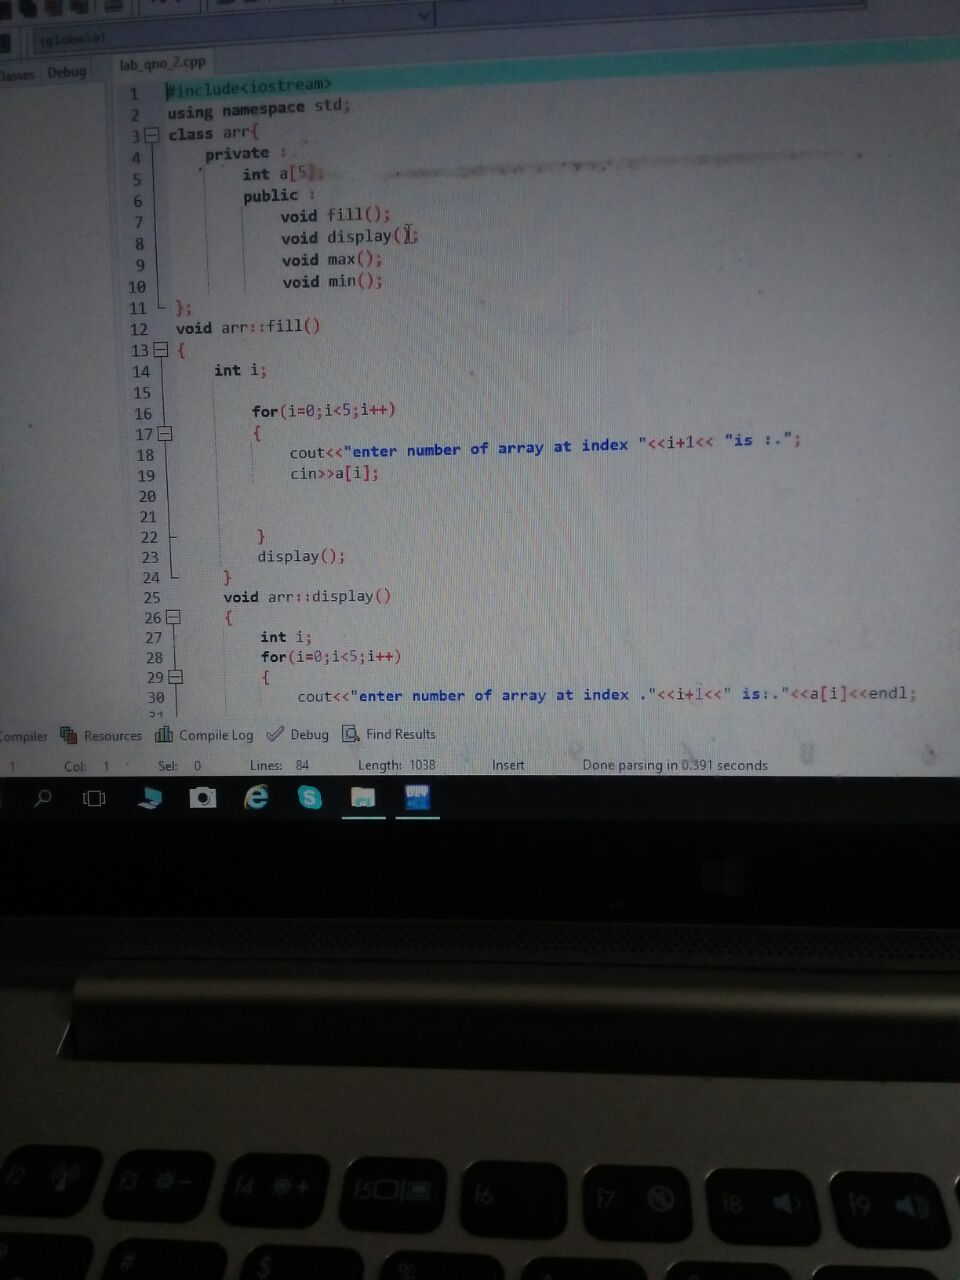 (globals)
Classes Debug
lab_qno_2.cpp
1 #include<iostream>
2 using namespace std;
3 class arr{
4 private :
5 int a[5];
6 public :
7 void fill();
8 void display();
9 void max();
10 void min();
11 };
12 void arr::fill()
13 {
14 int i;
15
16 for(i=0;i<5;i++)
17 {
18 cout<<"enter number of array at index "<<i+1<< "is :.";
19 cin>>a[i];
20
21
22 }
23 display();
24 }
25 void arr::display()
26 {
27 int i;
28 for(i=0;i<5;i++)
29 {
30 cout<<"enter number of array at index ."<<i+1<<" is:."<<a[i]<<endl;
31
Compiler Resources Compile Log Debug Find Results
1 Col: 1 Sel: 0 Lines: 84 Length: 1038 Insert Done parsing in 0.391 seconds
DEV
f2 f3 f4 f5 f6 f7 f8 f9
# $ %